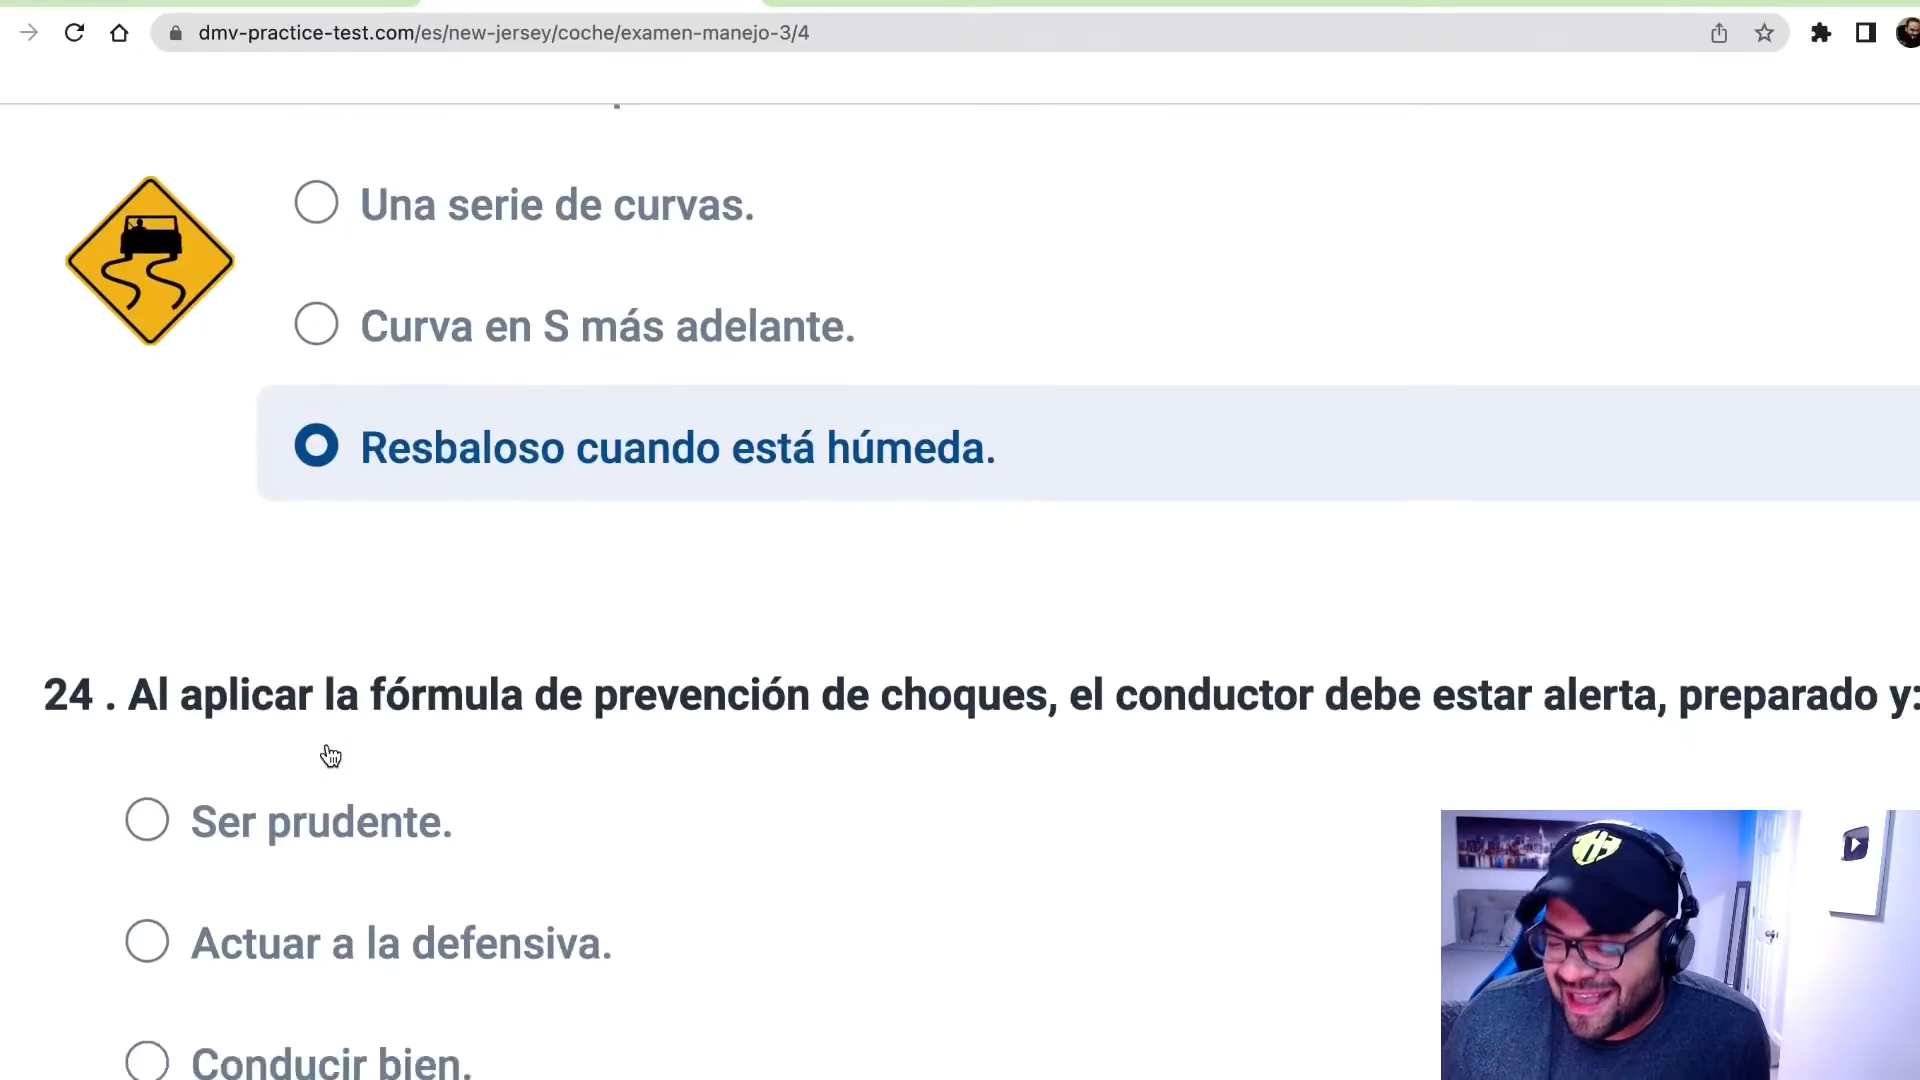 dmv-practice-test.com/es/new-jersey/coche/examen-manejo-3/4
Una serie de curvas.
Curva en S más adelante.
Resbaloso cuando está húmeda.
24 . Al aplicar la fórmula de prevención de choques, el conductor debe estar alerta, preparado y:
Ser prudente.
Actuar a la defensiva.
Conducir bien.